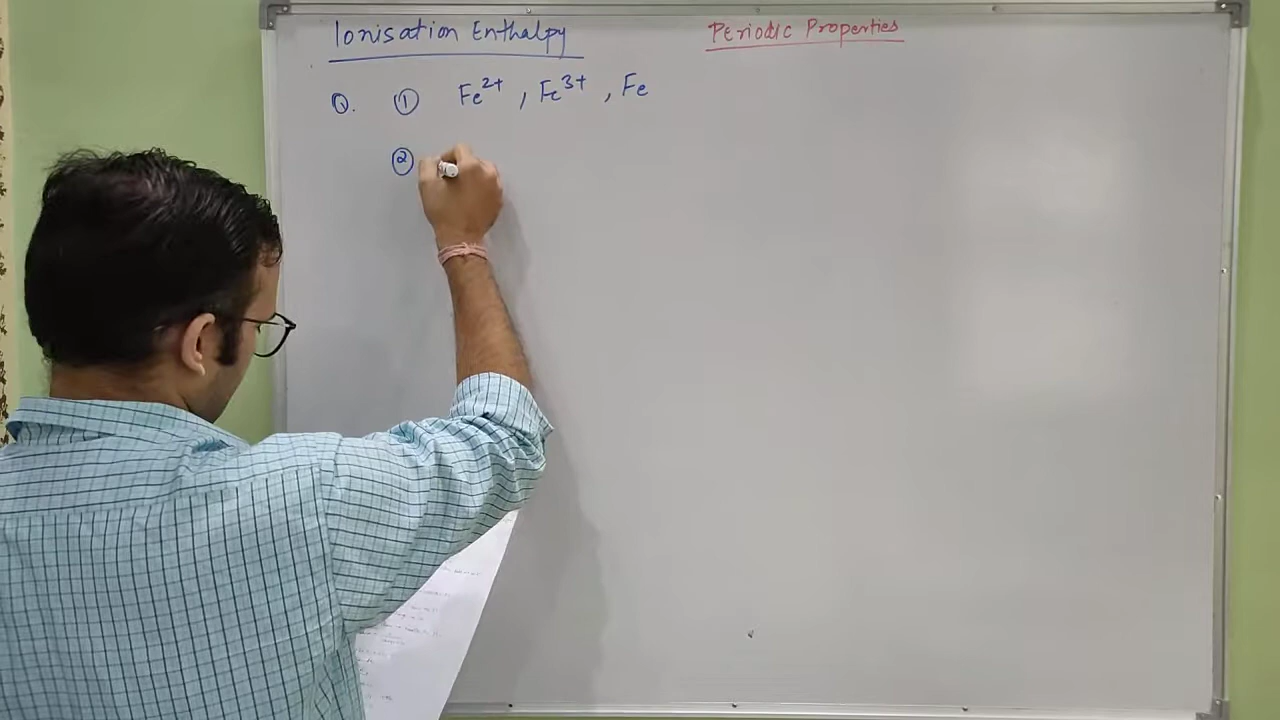 Ionisation Enthalpy
Periodic Properties
Q. ① Fe²⁺ , Fe³⁺ , Fe
②